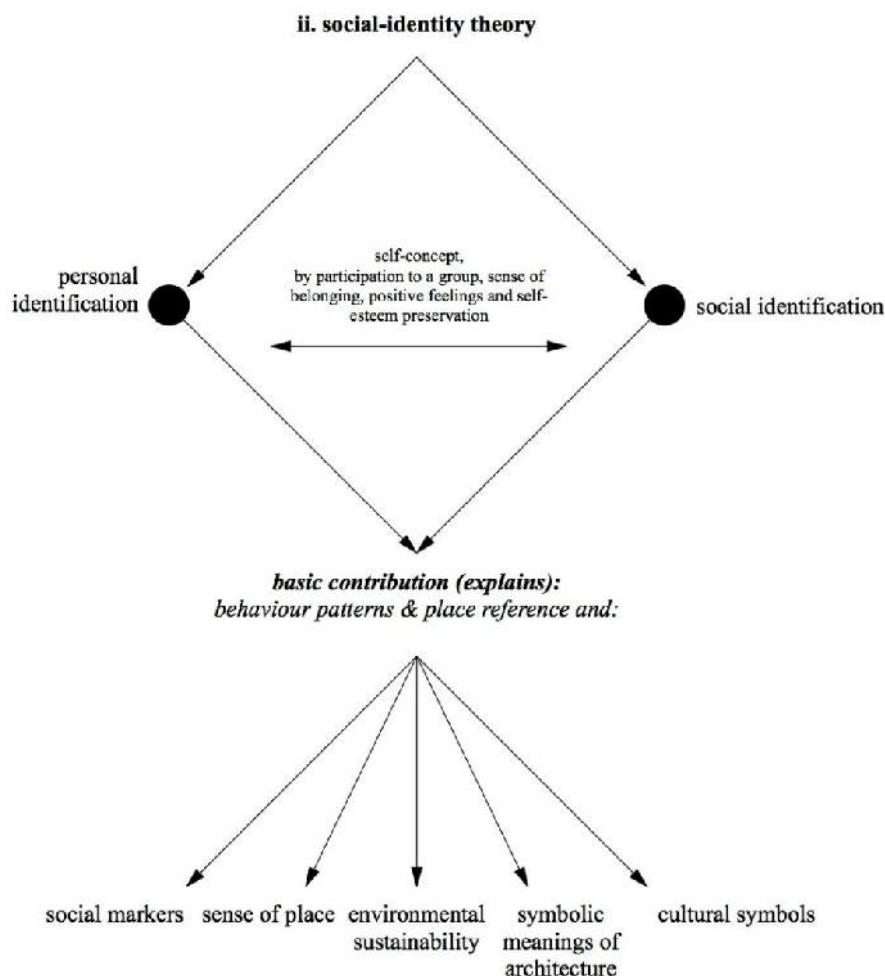 ii. social-identity theory
self-concept,
by participation to a group, sense of
belonging, positive feelings and self-
esteem preservation
personal
identification
social identification
basic contribution (explains):
behaviour patterns & place reference and:
social markers
sense of place
environmental
sustainability
symbolic
meanings of
architecture
cultural symbols